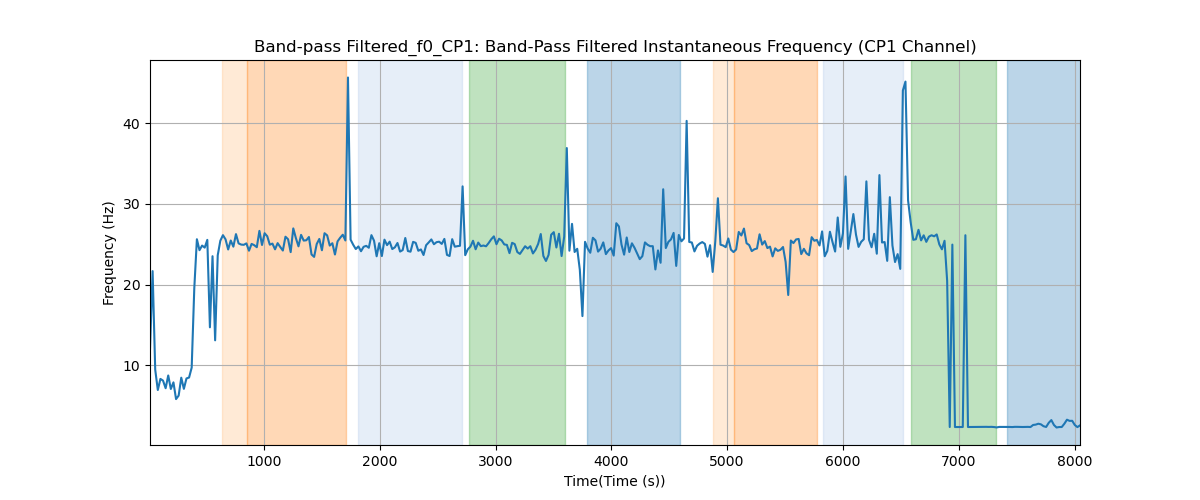 Band-pass Filtered_f0_CP1: Band-Pass Filtered Instantaneous Frequency (CP1 Channel)
Frequency (Hz)
40
30
20
10
1000 2000 3000 4000 5000 6000 7000 8000
Time(Time (s))